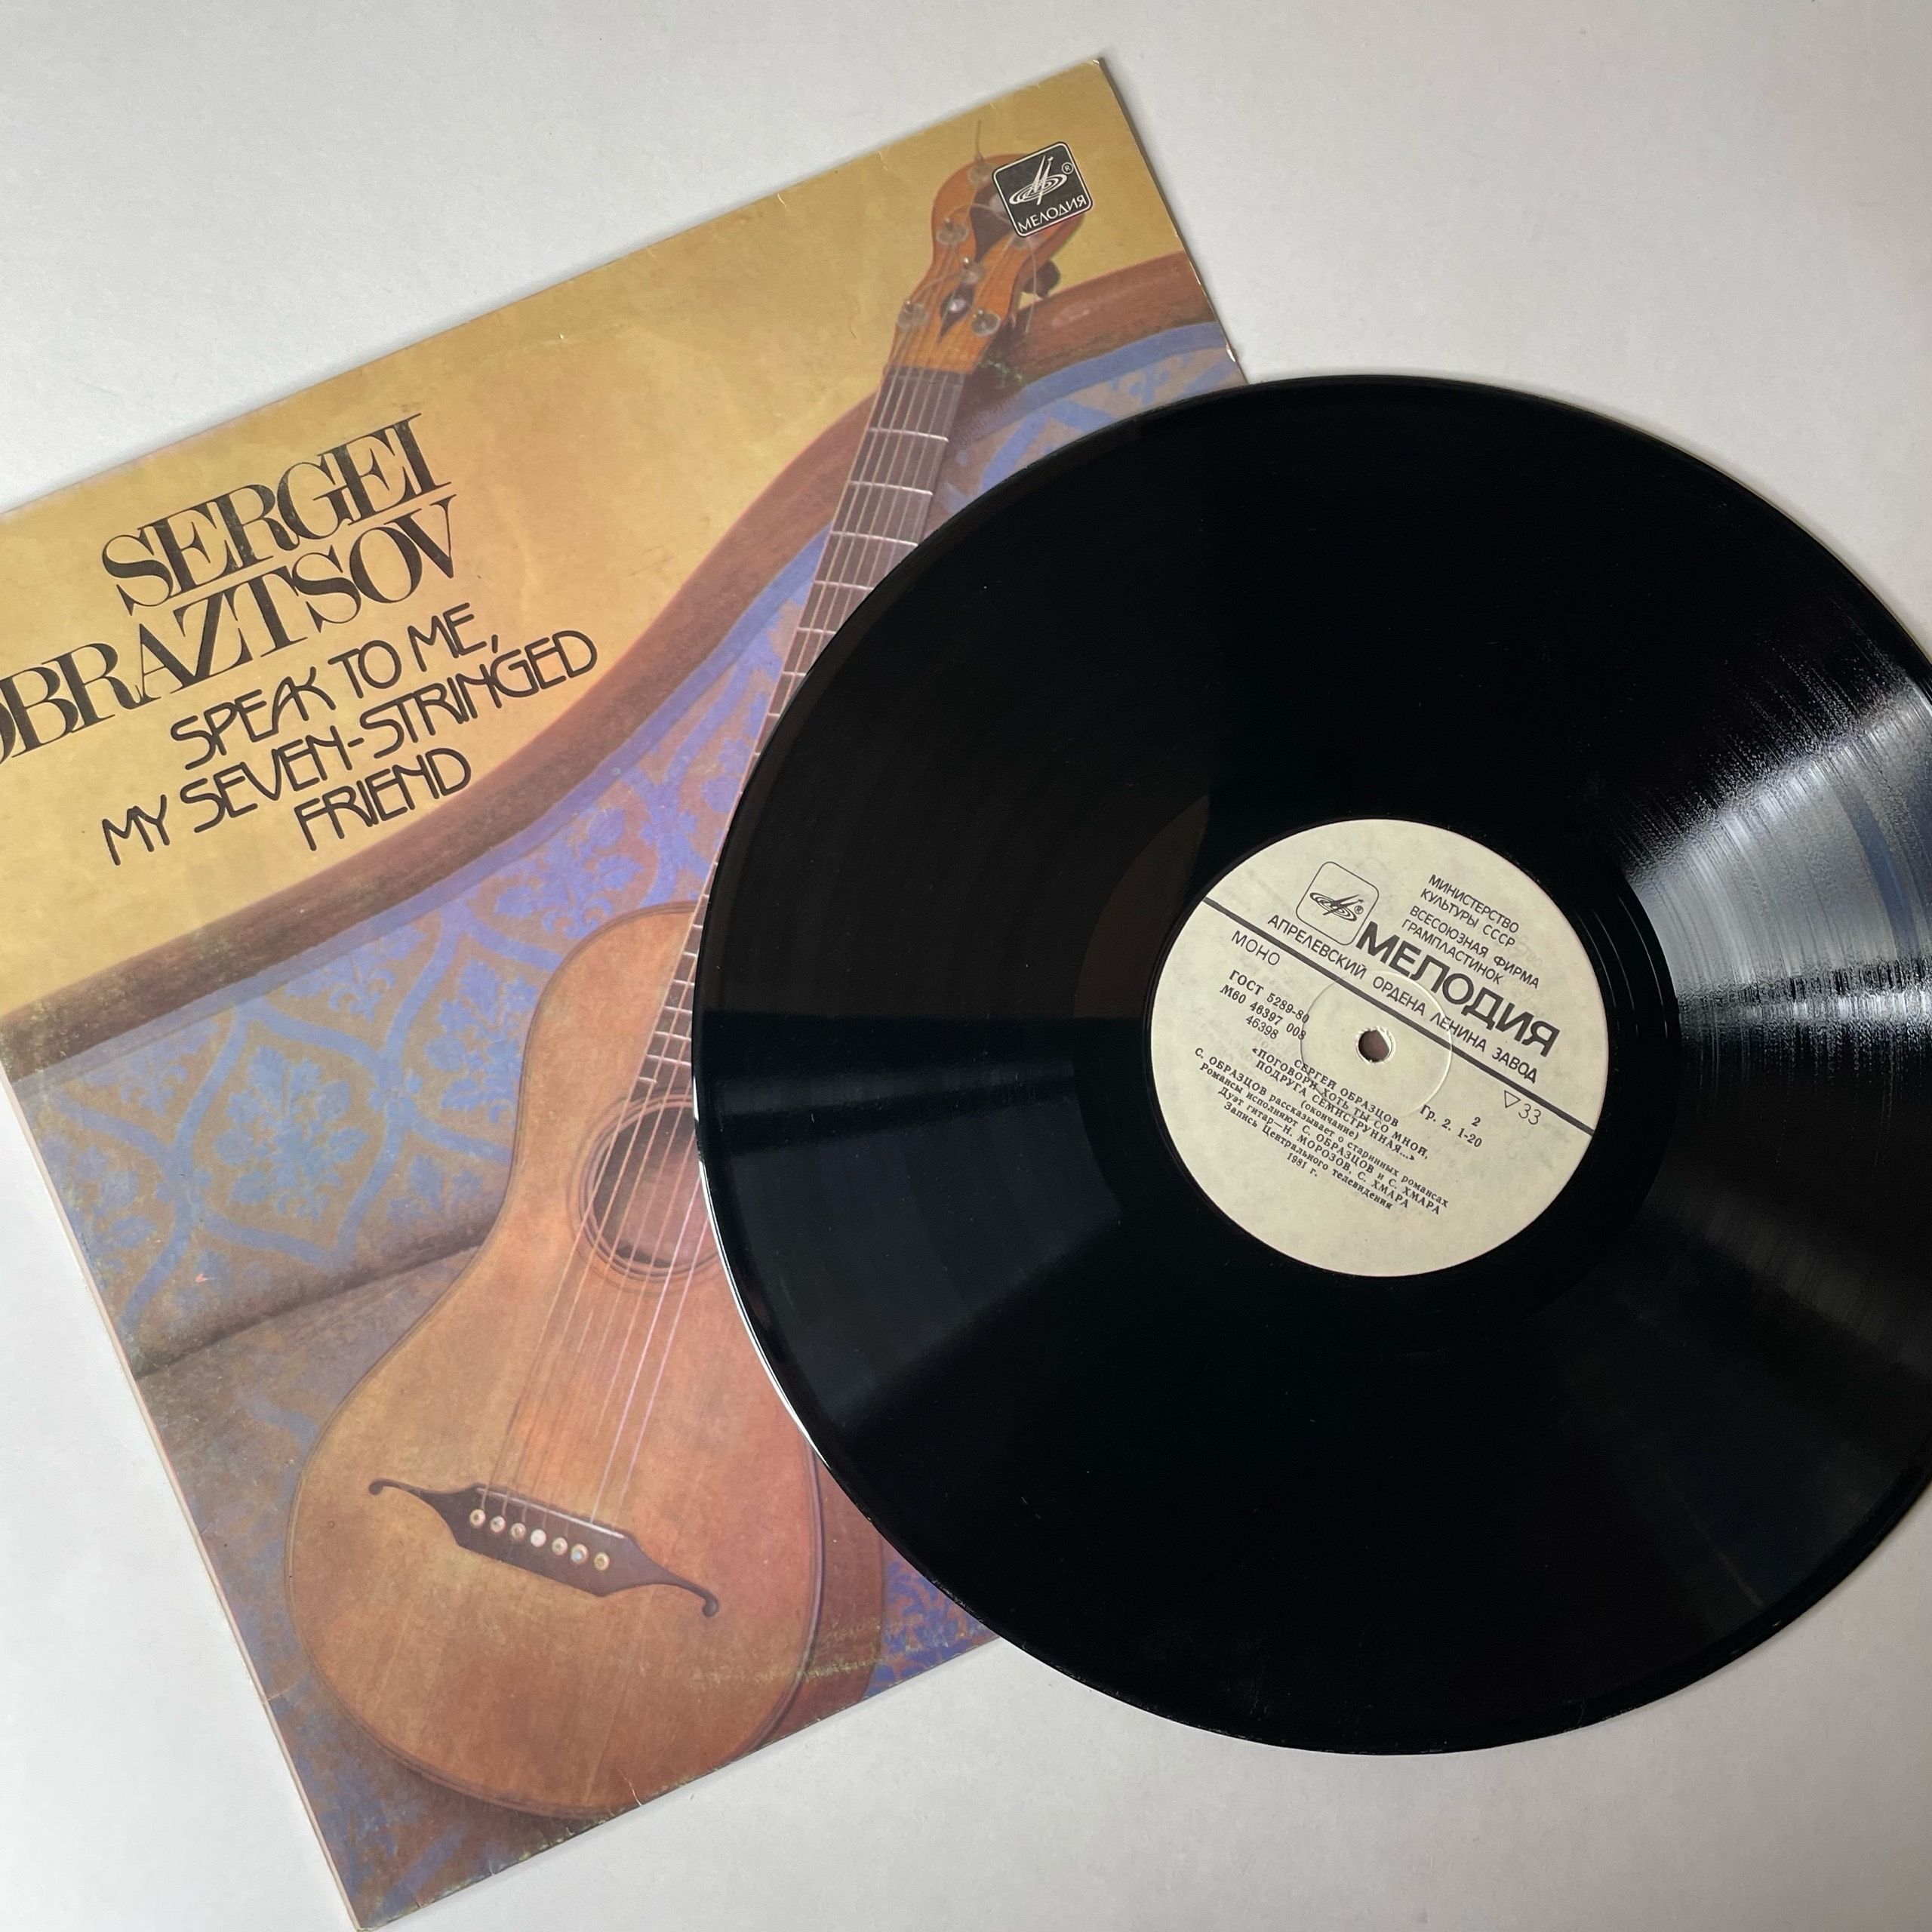 МЕЛОДИЯ
SERGEI
OBRAZTSOV
SPEAK TO ME,
MY SEVEN-STRINGED
FRIEND
МИНИСТЕРСТВО
КУЛЬТУРЫ СССР
ВСЕСОЮЗНАЯ ФИРМА
ГРАМПЛАСТИНОК
МЕЛОДИЯ
АПРЕЛЕВСКИЙ ОРДЕНА ЛЕНИНА ЗАВОД
МОНО
▽33
ГОСТ 5289-80
М60 46397 008
46398
2
Гр. 2. 1-20
СЕРГЕЙ ОБРАЗЦОВ
«ПОГОВОРИ ХОТЬ ТЫ СО МНОЙ,
ПОДРУГА СЕМИСТРУННАЯ...»
(окончание)
С. ОБРАЗЦОВ рассказывает о старинных романсах
Романсы исполняют С. ОБРАЗЦОВ и С. ХМАРА
Дуэт гитар—Н. МОРОЗОВ, С. ХМАРА
Запись Центрального телевидения
1981 г.